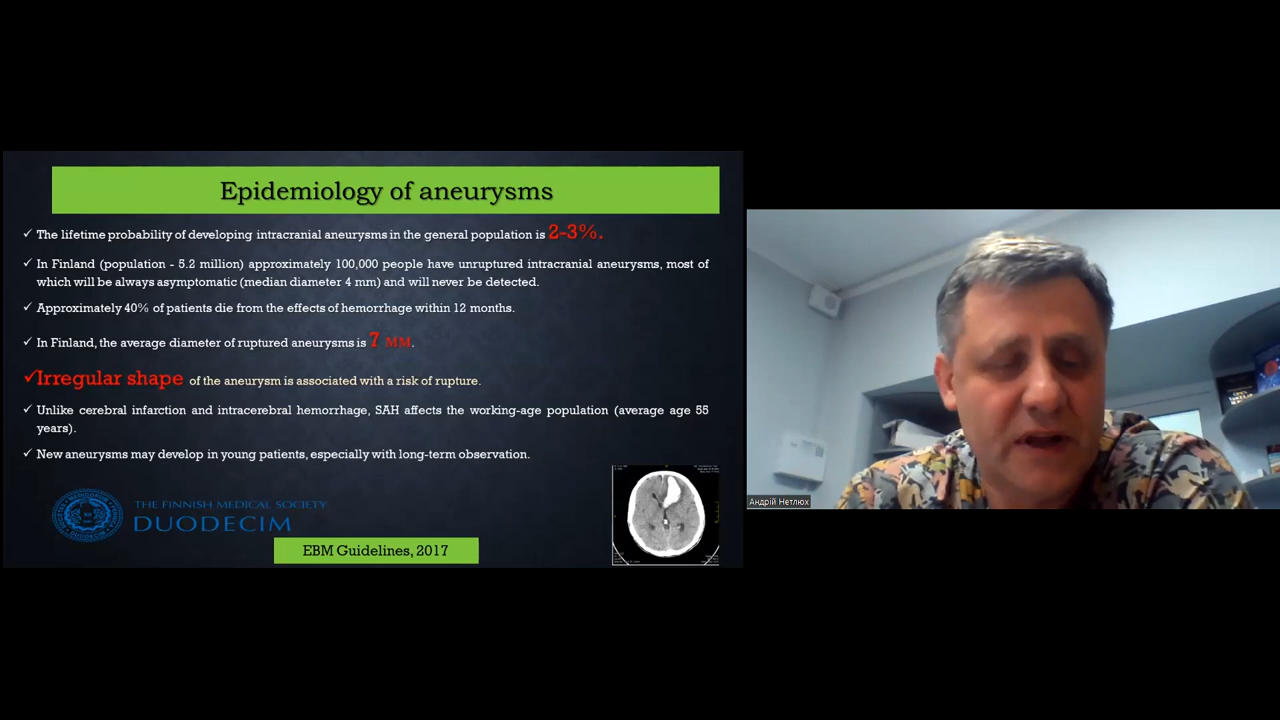 Epidemiology of aneurysms
✓ The lifetime probability of developing intracranial aneurysms in the general population is 2-3%.
✓ In Finland (population - 5.2 million) approximately 100,000 people have unruptured intracranial aneurysms, most of
which will be always asymptomatic (median diameter 4 mm) and will never be detected.
✓ Approximately 40% of patients die from the effects of hemorrhage within 12 months.
✓ In Finland, the average diameter of ruptured aneurysms is 7 мм.
✓ Irregular shape of the aneurysm is associated with a risk of rupture.
✓ Unlike cerebral infarction and intracerebral hemorrhage, SAH affects the working-age population (average age 55
years).
✓ New aneurysms may develop in young patients, especially with long-term observation.
THE FINNISH MEDICAL SOCIETY
DUODECIM
EBM Guidelines, 2017
Андрій Нетлюх